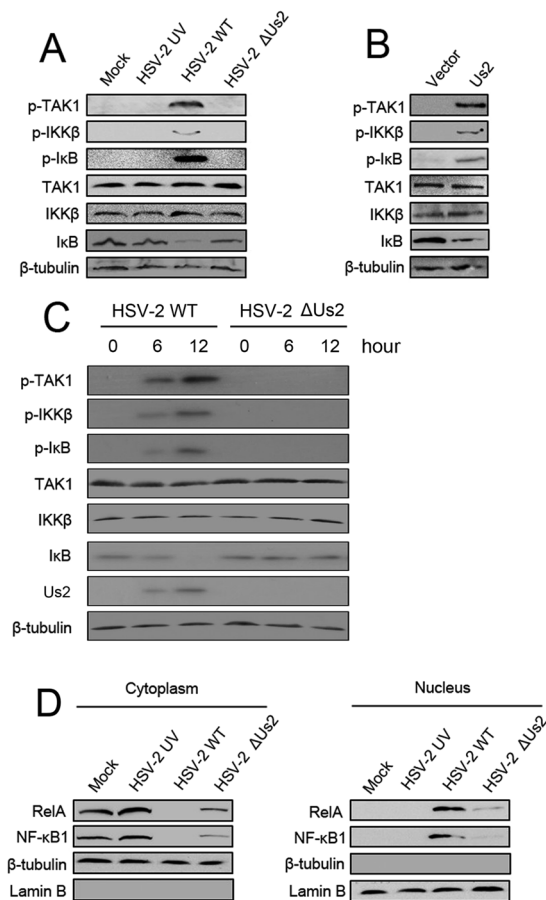 A
Mock HSV-2 UV HSV-2 WT HSV-2 ΔUs2
p-TAK1
p-IKKβ
p-IκB
TAK1
IKKβ
IκB
β-tubulin
B
Vector Us2
p-TAK1
p-IKKβ
p-IκB
TAK1
IKKβ
IκB
β-tubulin
C
HSV-2 WT HSV-2 ΔUs2
0 6 12 0 6 12 hour
p-TAK1
p-IKKβ
p-IκB
TAK1
IKKβ
IκB
Us2
β-tubulin
D
Cytoplasm
Mock HSV-2 UV HSV-2 WT HSV-2 ΔUs2
RelA
NF-κB1
β-tubulin
Lamin B
Nucleus
Mock HSV-2 UV HSV-2 WT HSV-2 ΔUs2
RelA
NF-κB1
β-tubulin
Lamin B